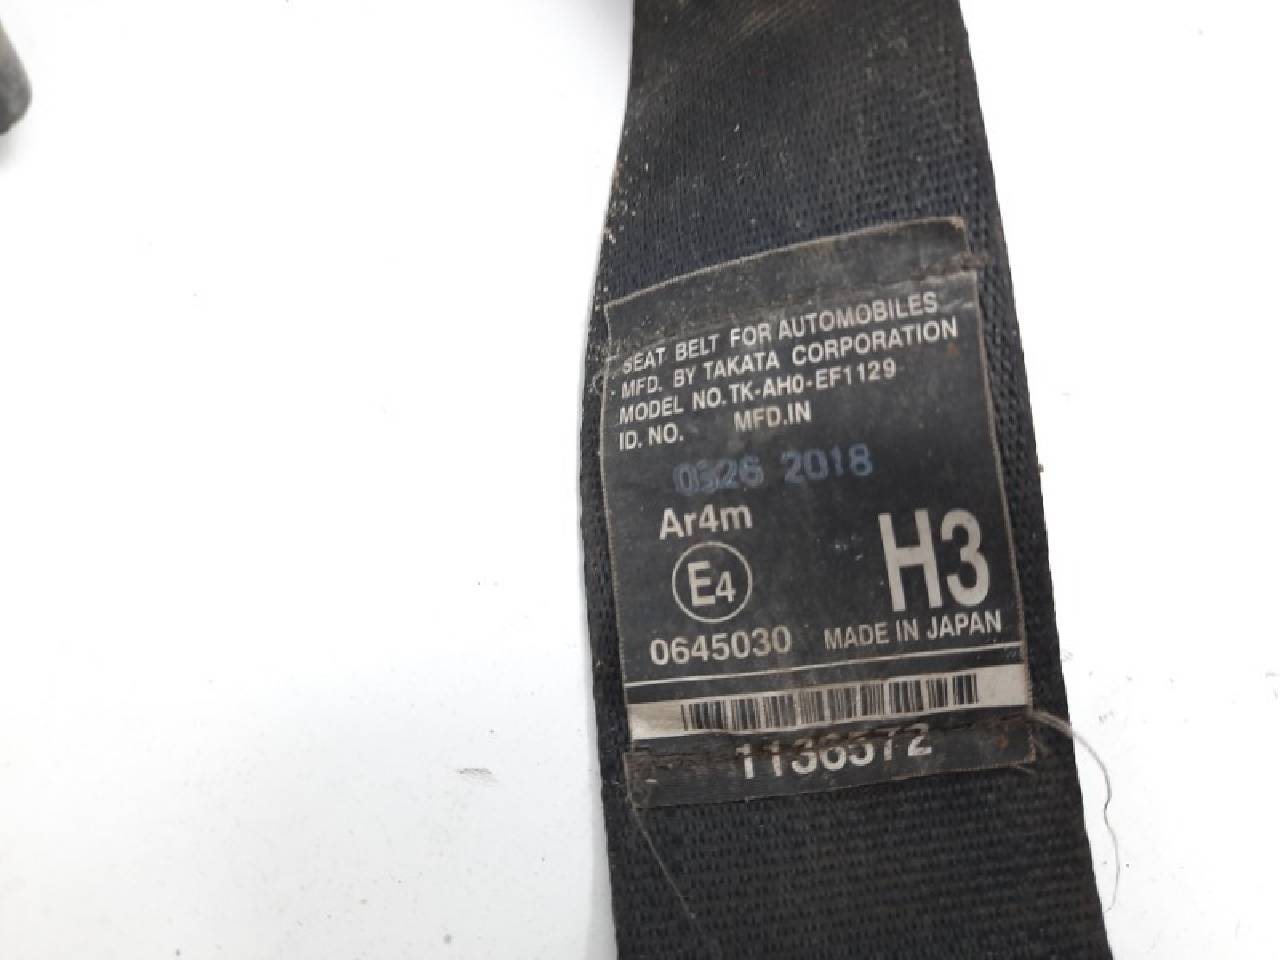 SEAT BELT FOR AUTOMOBILES
MFD. BY TAKATA CORPORATION
MODEL NO. TK-AH0-EF1129
ID. NO. MFD.IN
2018
Ar4m
E4
H3
0645030 MADE IN JAPAN
1136572